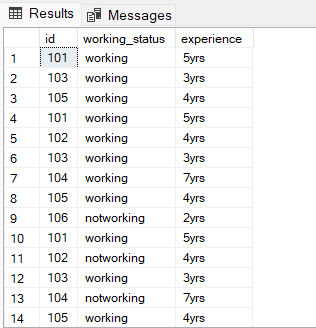 Results Messages
id working_status experience
1 101 working 5yrs
2 103 working 3yrs
3 105 working 4yrs
4 101 working 5yrs
5 102 working 4yrs
6 103 working 3yrs
7 104 working 7yrs
8 105 working 4yrs
9 106 notworking 2yrs
10 101 working 5yrs
11 102 notworking 4yrs
12 103 working 3yrs
13 104 notworking 7yrs
14 105 working 4yrs